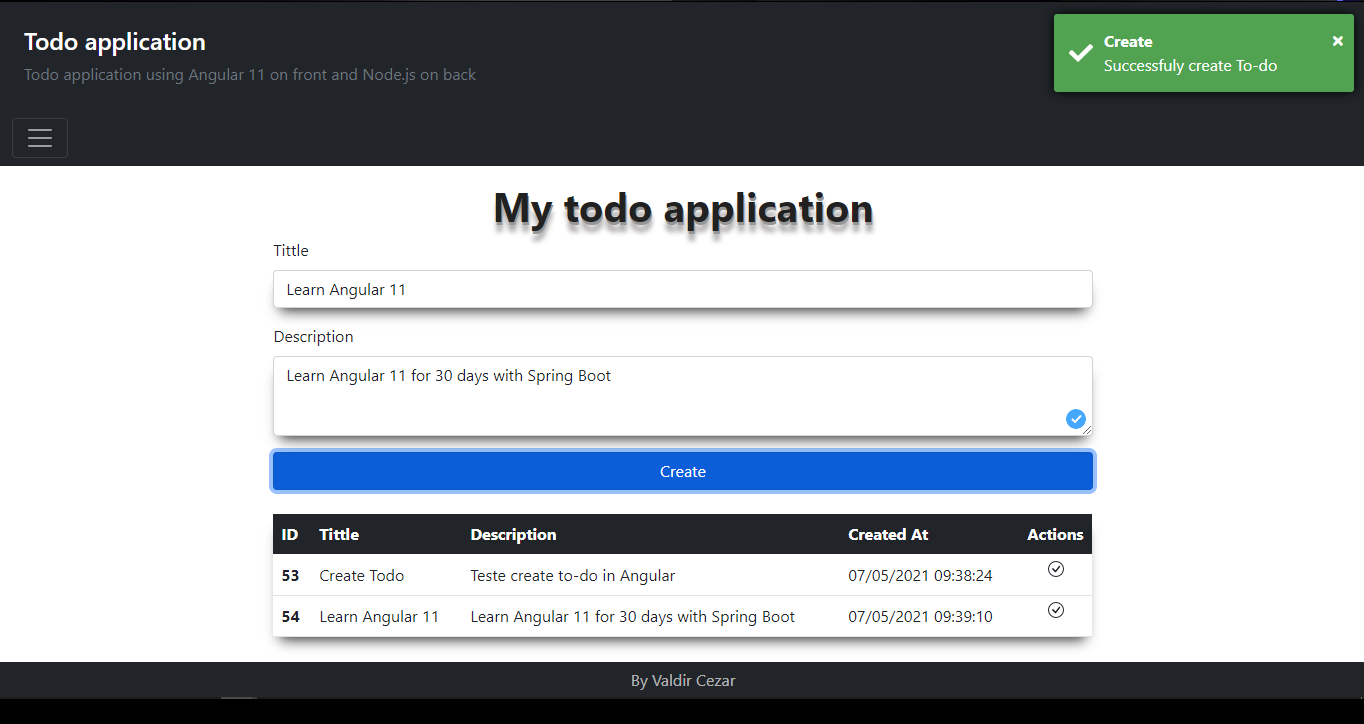 Todo application
Todo application using Angular 11 on front and Node.js on back
Create
Successfuly create To-do
My todo application
Tittle
Learn Angular 11
Description
Learn Angular 11 for 30 days with Spring Boot
Create
ID Tittle Description Created At Actions
53 Create Todo Teste create to-do in Angular 07/05/2021 09:38:24
54 Learn Angular 11 Learn Angular 11 for 30 days with Spring Boot 07/05/2021 09:39:10
By Valdir Cezar